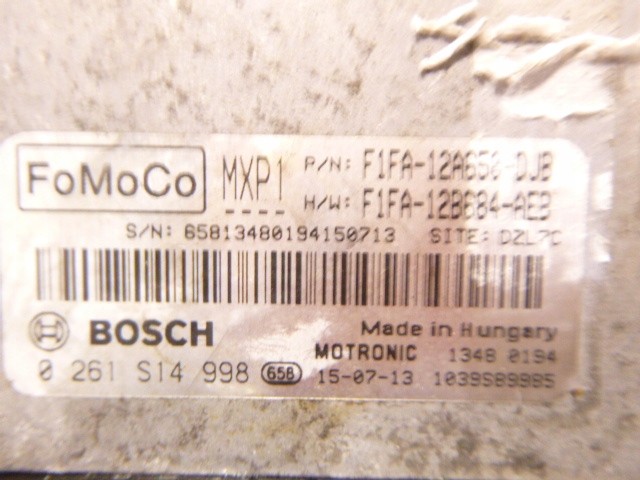 FoMoCo MXP1 P/N: F1FA-12A650-DJB
H/W: F1FA-12B684-AEB
S/N: 65813480194150713 SITE: DZL7C
BOSCH Made in Hungary
MOTRONIC 1348 0194
0 261 S14 998 658 15-07-13 1039S89985